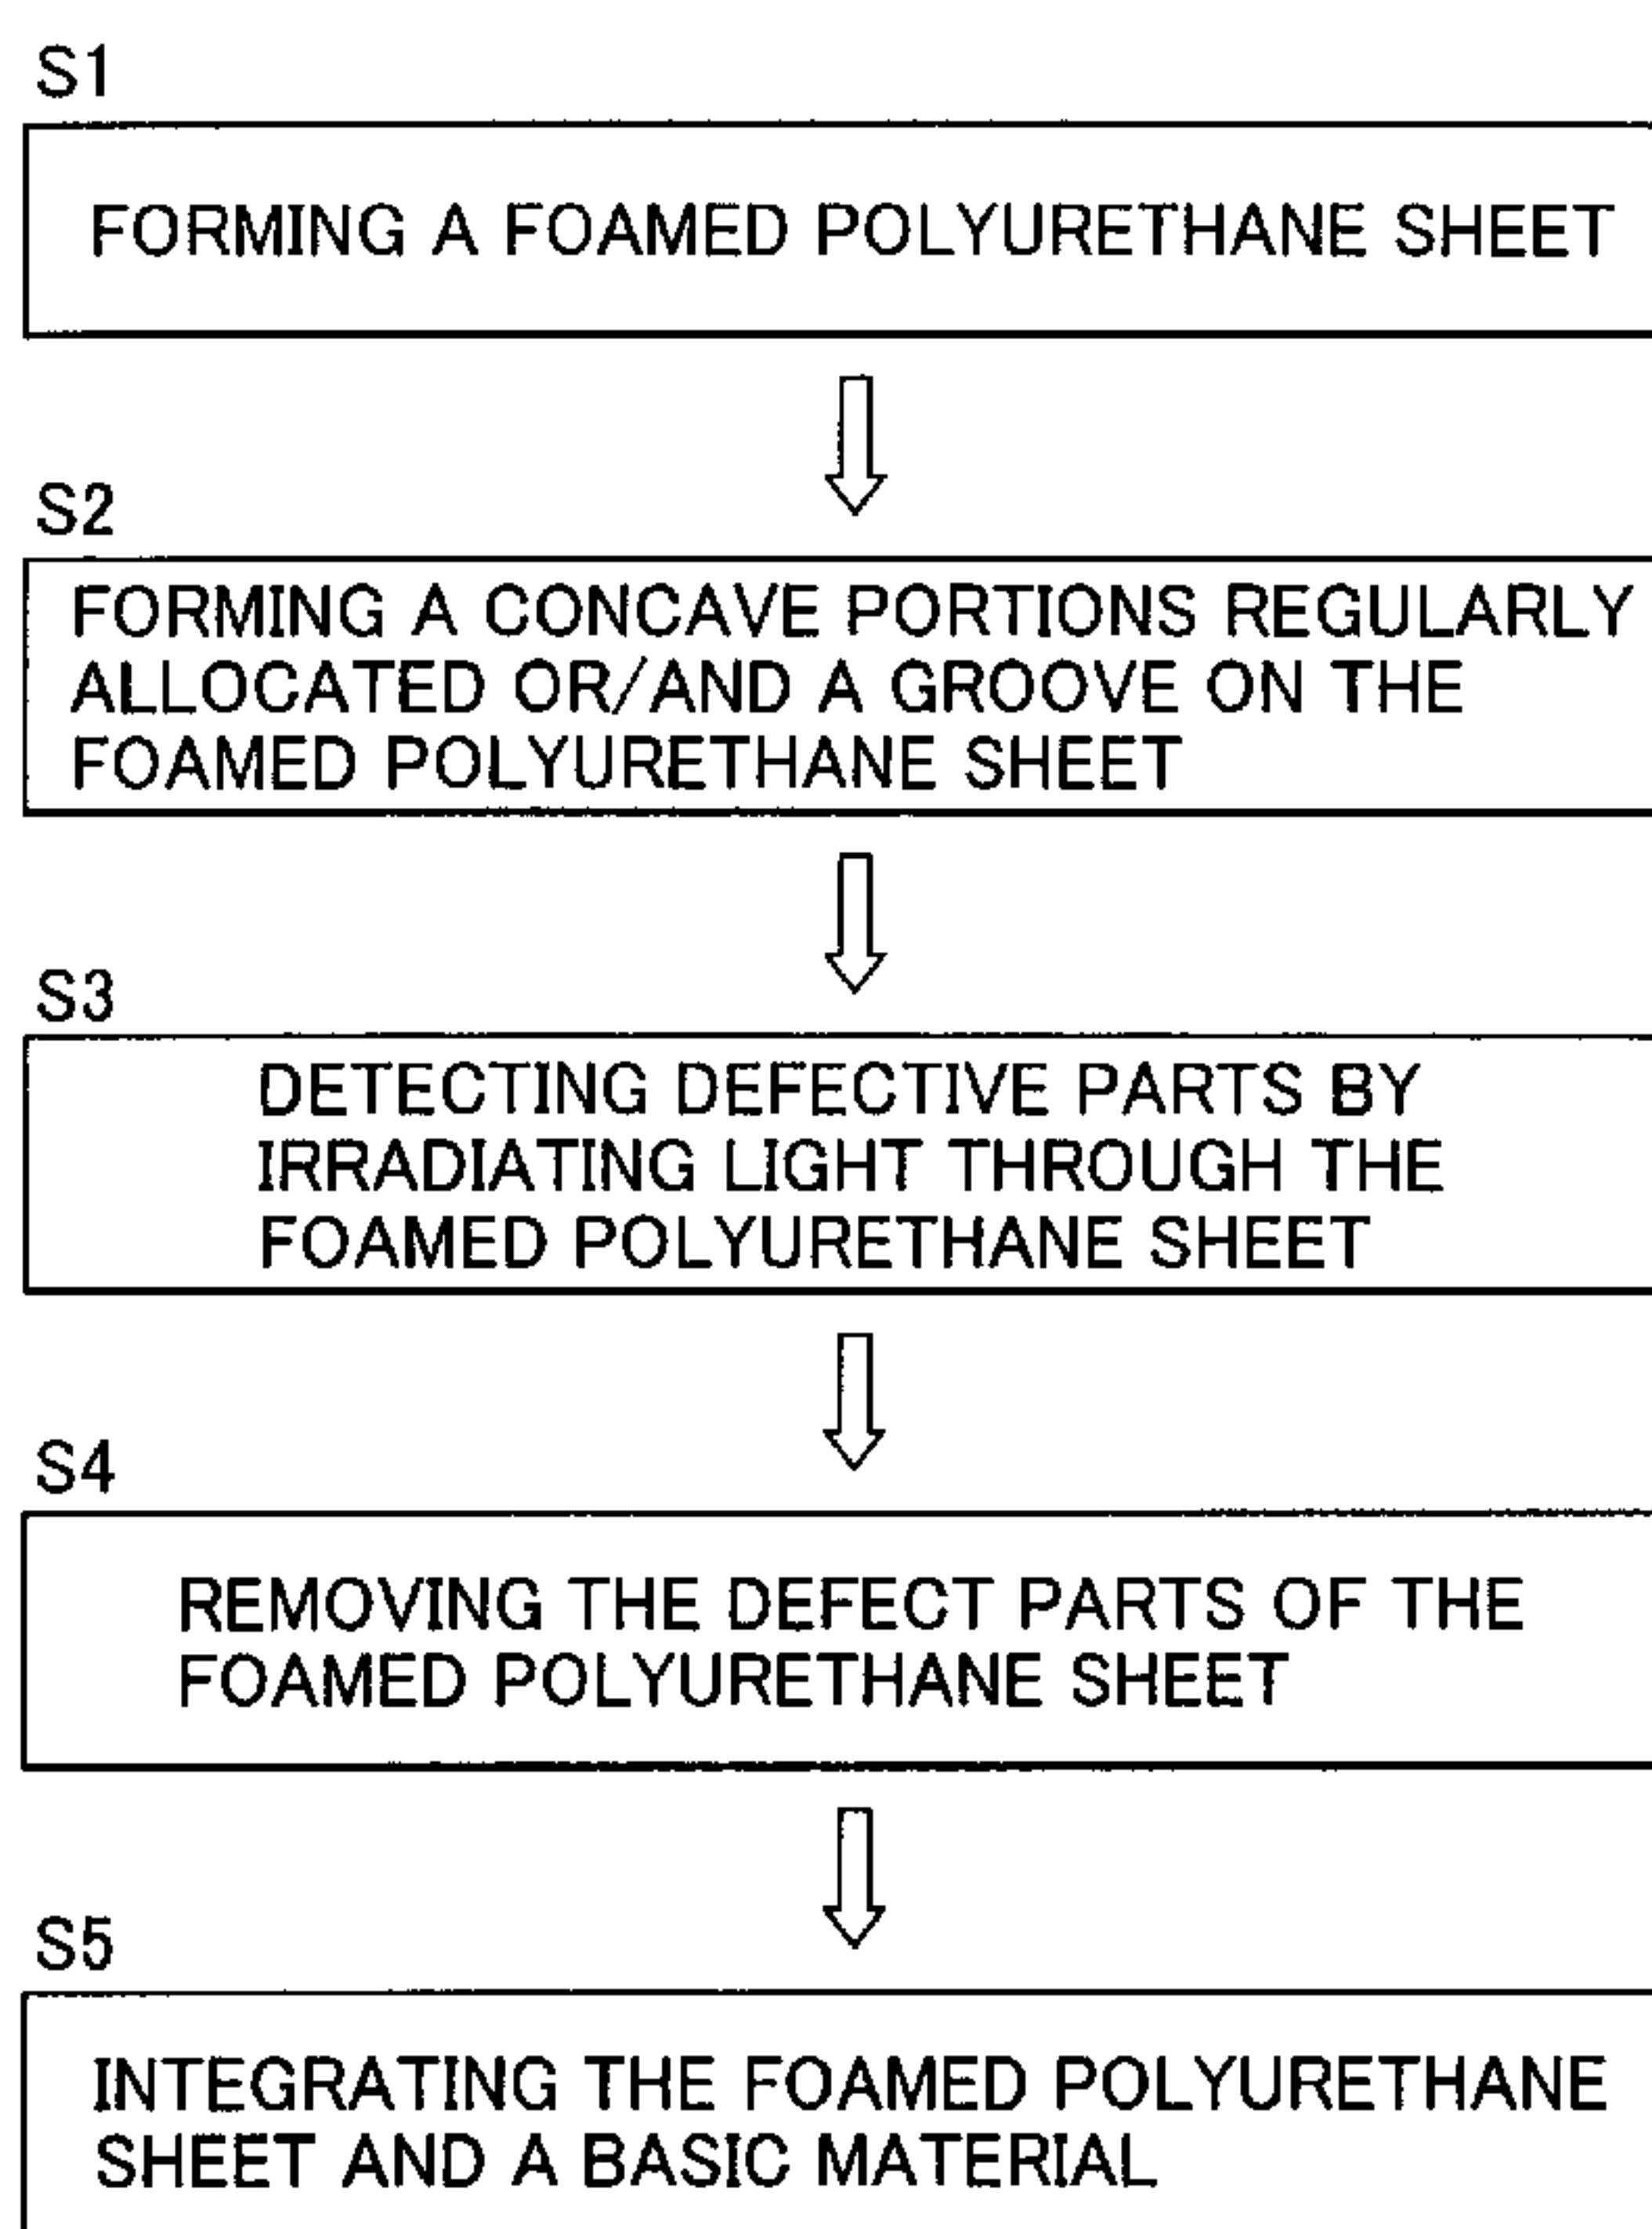 S1
FORMING A FOAMED POLYURETHANE SHEET
S2
FORMING A CONCAVE PORTIONS REGULARLY
ALLOCATED OR/AND A GROOVE ON THE
FOAMED POLYURETHANE SHEET
S3
DETECTING DEFECTIVE PARTS BY
IRRADIATING LIGHT THROUGH THE
FOAMED POLYURETHANE SHEET
S4
REMOVING THE DEFECT PARTS OF THE
FOAMED POLYURETHANE SHEET
S5
INTEGRATING THE FOAMED POLYURETHANE
SHEET AND A BASIC MATERIAL